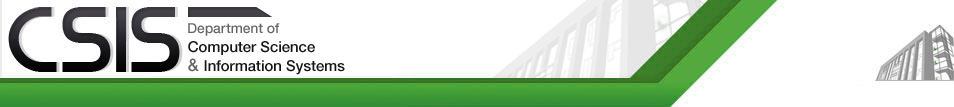 CSIS
Department of
Computer Science
& Information Systems